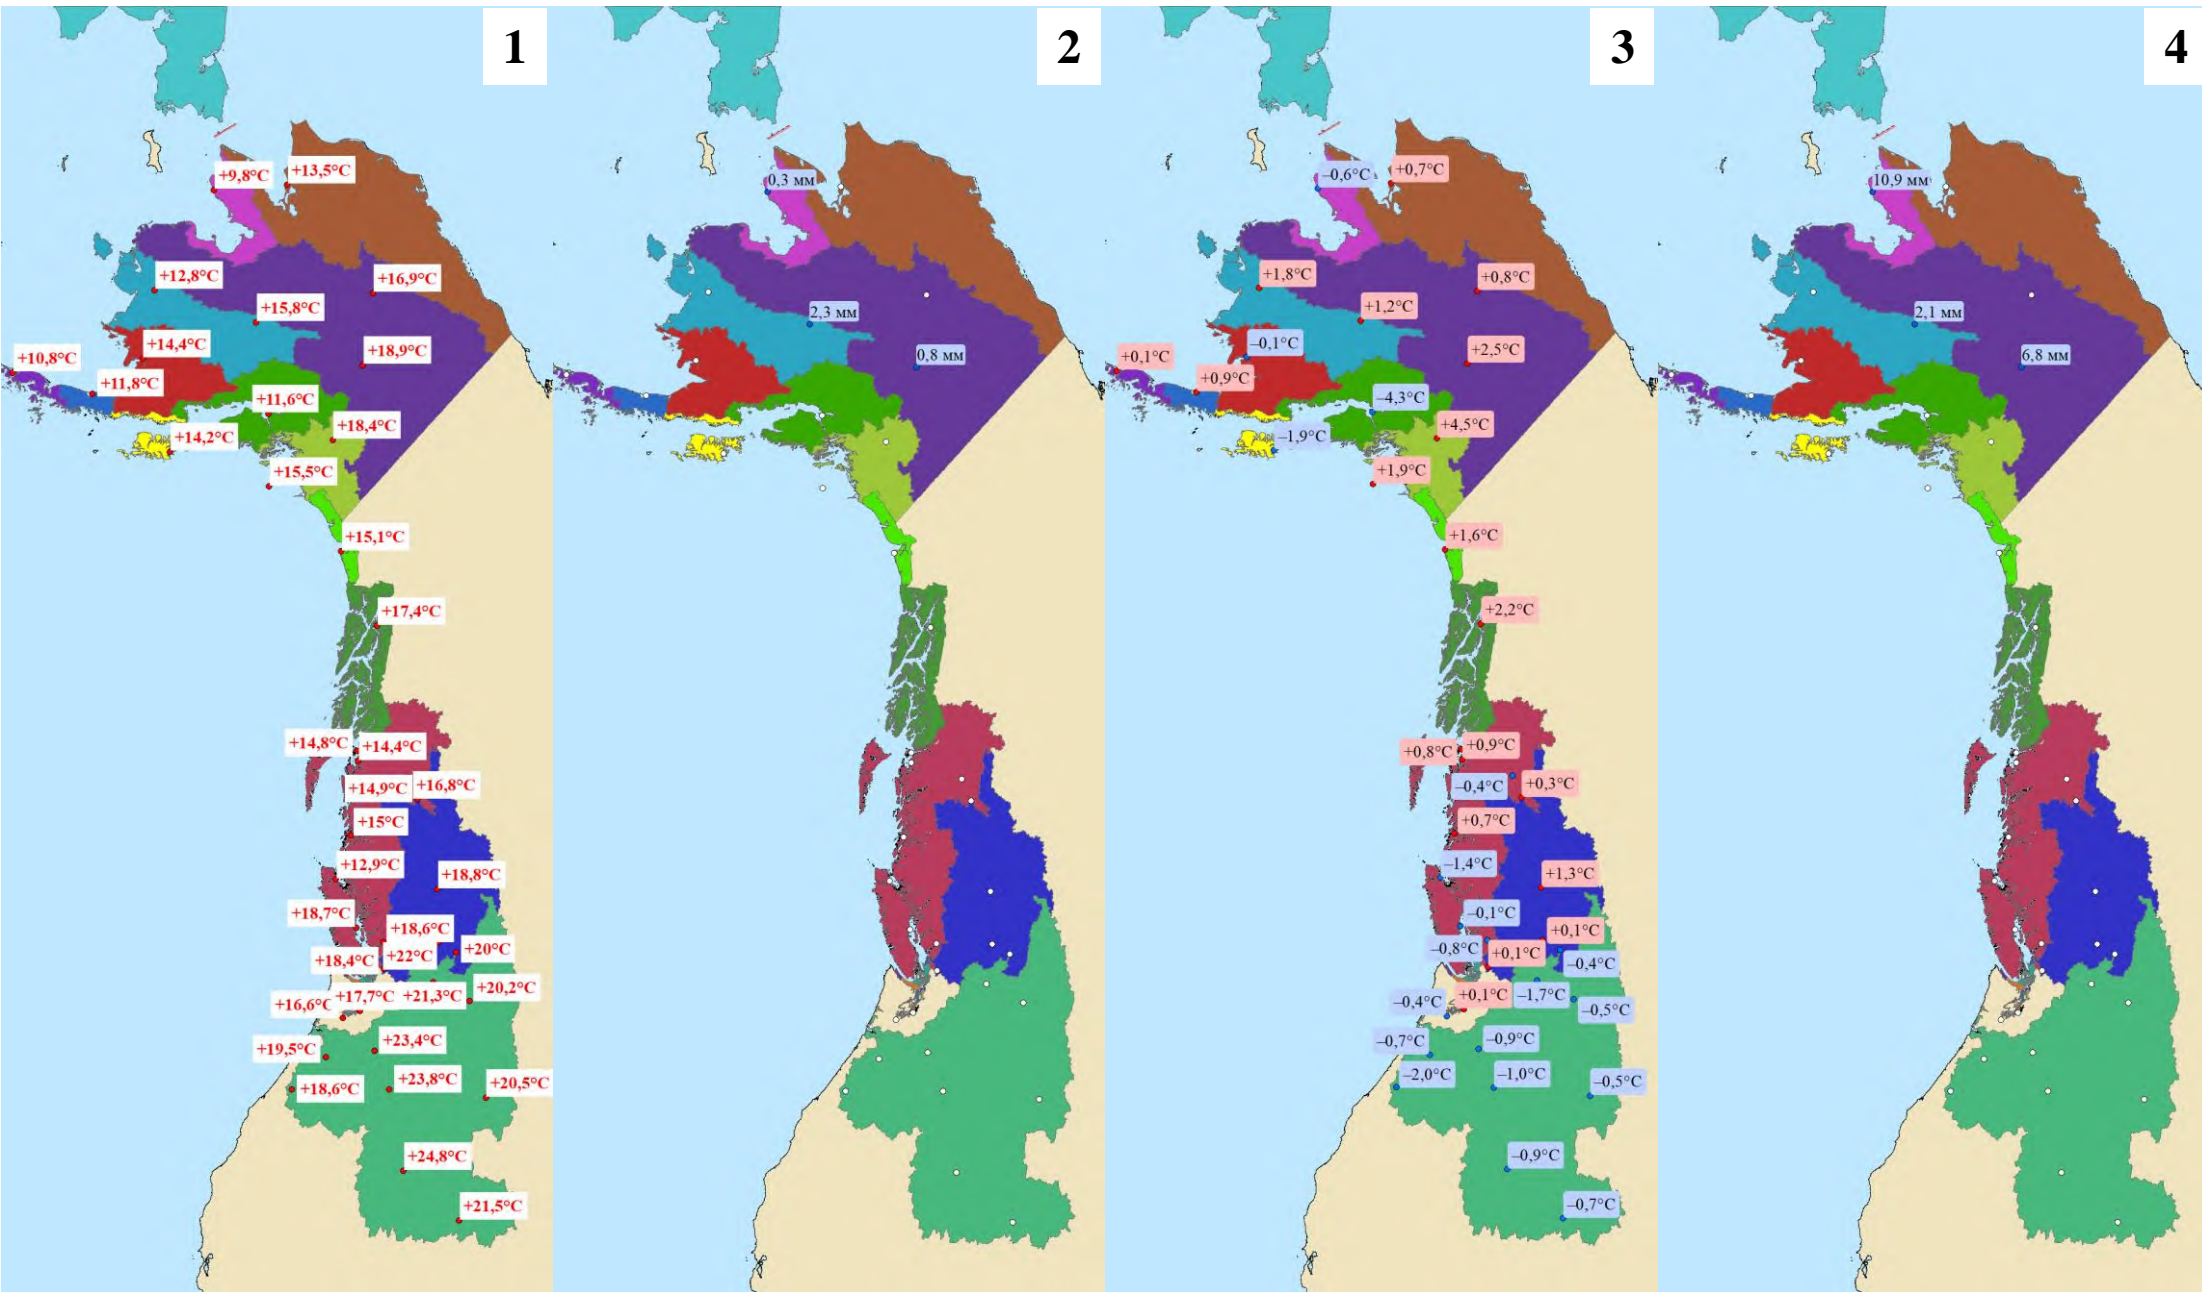 1
+9,8°C
+13,5°C
+12,8°C
+16,9°C
+15,8°C
+14,4°C
+18,9°C
+10,8°C
+11,8°C
+11,6°C
+18,4°C
+14,2°C
+15,5°C
+15,1°C
+17,4°C
+14,8°C
+14,4°C
+14,9°C
+16,8°C
+15°C
+12,9°C
+18,8°C
+18,7°C
+18,6°C
+18,4°C
+22°C
+20°C
+16,6°C
+17,7°C
+21,3°C
+20,2°C
+23,4°C
+19,5°C
+18,6°C
+23,8°C
+20,5°C
+24,8°C
+21,5°C
2
0,3 мм
2,3 мм
0,8 мм
3
–0,6°C
+0,7°C
+1,8°C
+0,8°C
+1,2°C
–0,1°C
+2,5°C
+0,1°C
+0,9°C
–4,3°C
+4,5°C
–1,9°C
+1,9°C
+1,6°C
+2,2°C
+0,8°C
+0,9°C
–0,4°C
+0,3°C
+0,7°C
–1,4°C
+1,3°C
–0,1°C
+0,1°C
–0,8°C
+0,1°C
–0,4°C
–0,4°C
+0,1°C
–1,7°C
–0,5°C
–0,7°C
–0,9°C
–2,0°C
–1,0°C
–0,5°C
–0,9°C
–0,7°C
4
10,9 мм
2,1 мм
6,8 мм